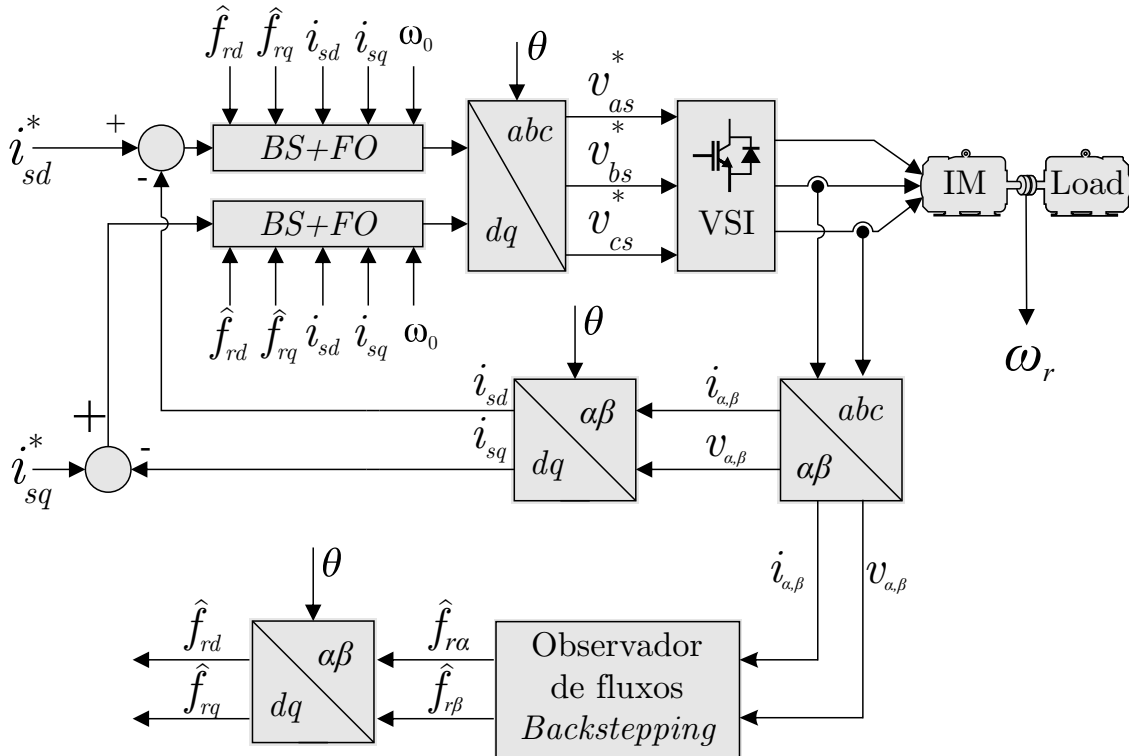 f̂rd f̂rq isd isq ω0
θ
i*sd
+
-
BS+FO
abc
dq
v*as
v*bs
v*cs
VSI
IM
Load
BS+FO
f̂rd f̂rq isd isq ω0
θ
ωr
isd
αβ
dq
iα,β
abc
αβ
+
i*sq
-
isq
vα,β
θ
iα,β
vα,β
f̂rd
αβ
dq
f̂rα
Observador
de fluxos
Backstepping
f̂rq
f̂rβ